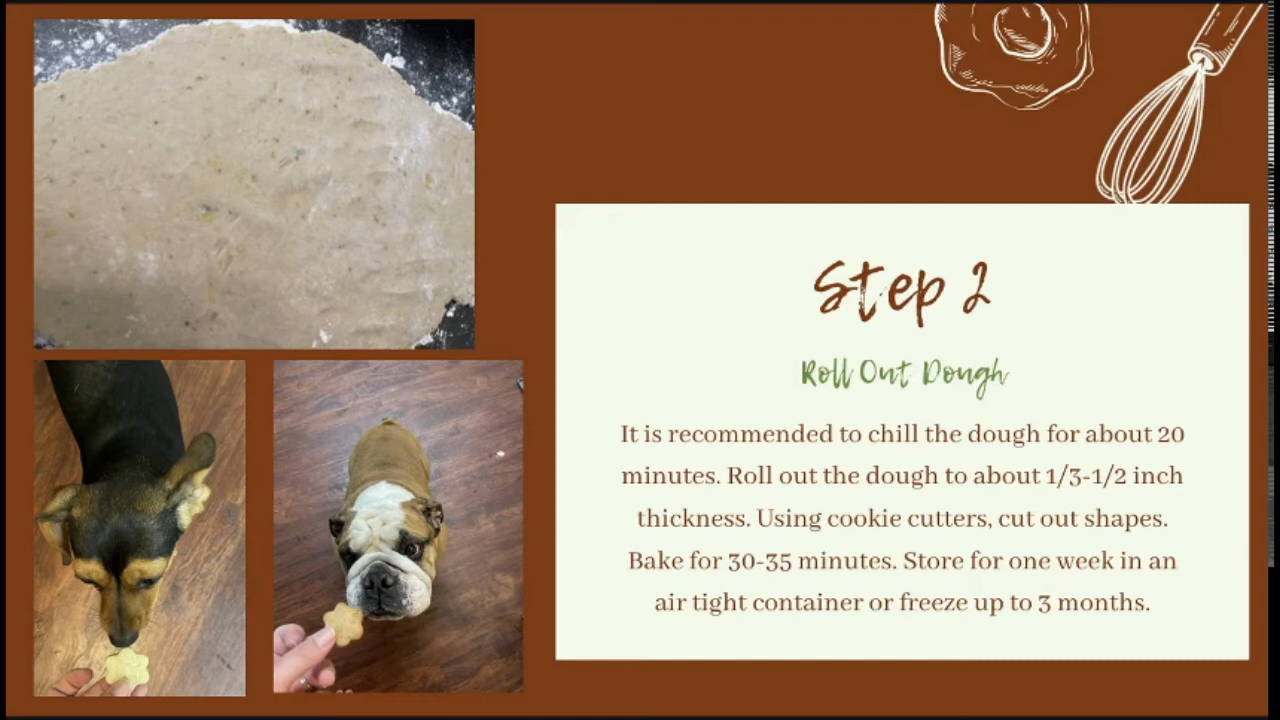 Step 2
Roll Out Dough
It is recommended to chill the dough for about 20
minutes. Roll out the dough to about 1/3-1/2 inch
thickness. Using cookie cutters, cut out shapes.
Bake for 30-35 minutes. Store for one week in an
air tight container or freeze up to 3 months.